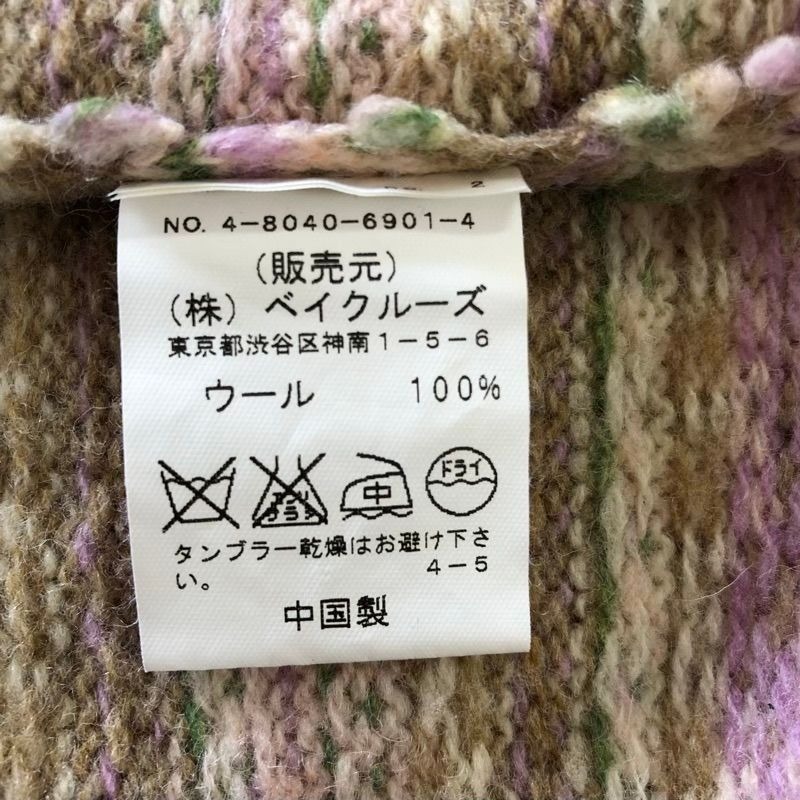 NO. 4-8040-6901-4
(販売元)
(株) ベイクルーズ
東京都渋谷区神南1-5-6
ウール 100%
中 ドライ
タンブラー乾燥はお避け下さ
い。 4-5
中国製